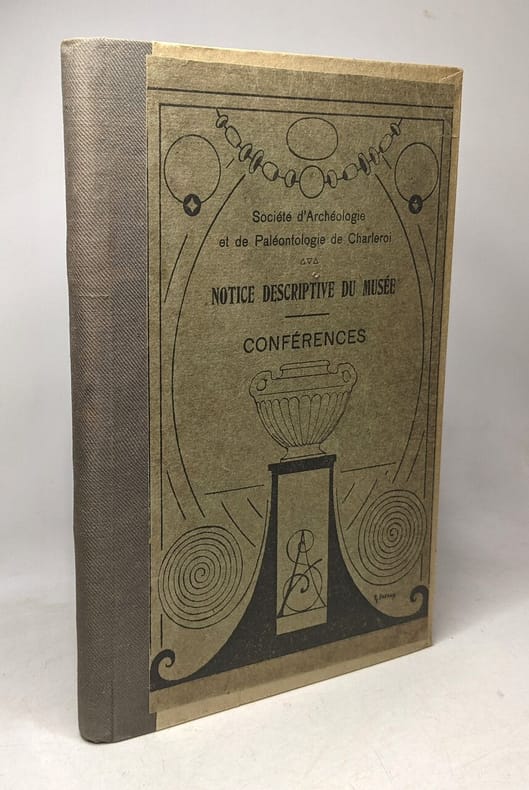 Société d'Archéologie
et de Paléontologie de Charleroi
NOTICE DESCRIPTIVE DU MUSÉE
CONFÉRENCES